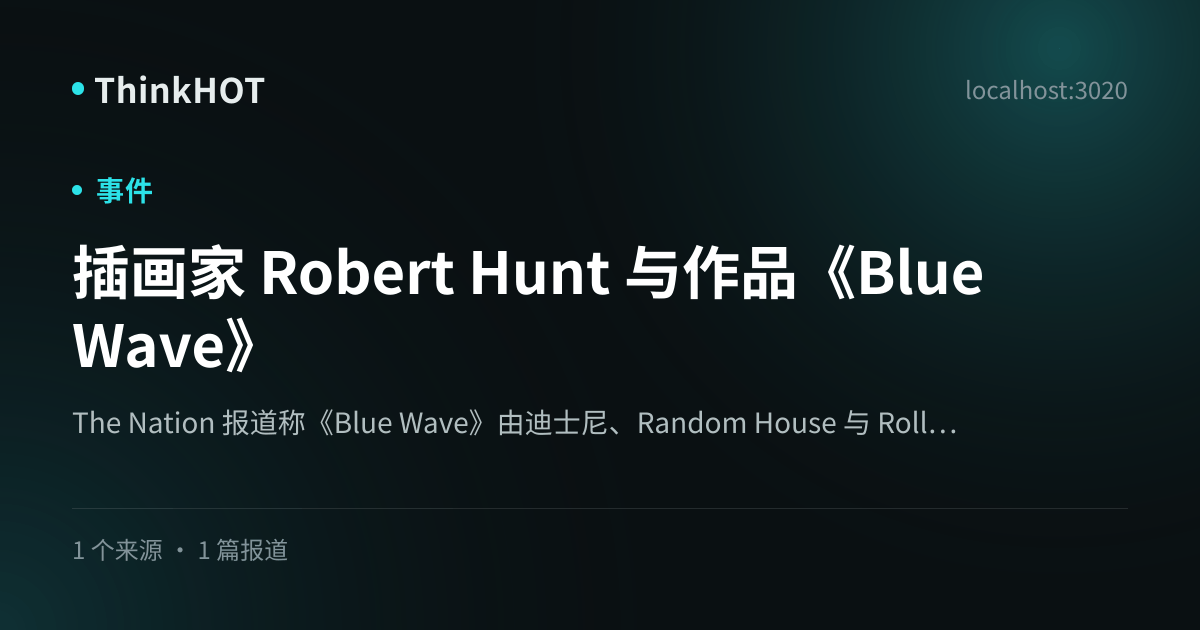 ThinkHOT
localhost:3020
事件
插画家 Robert Hunt 与作品《Blue
Wave》
The Nation 报道称《Blue Wave》由迪士尼、Random House 与 Roll…
1 个来源 · 1 篇报道